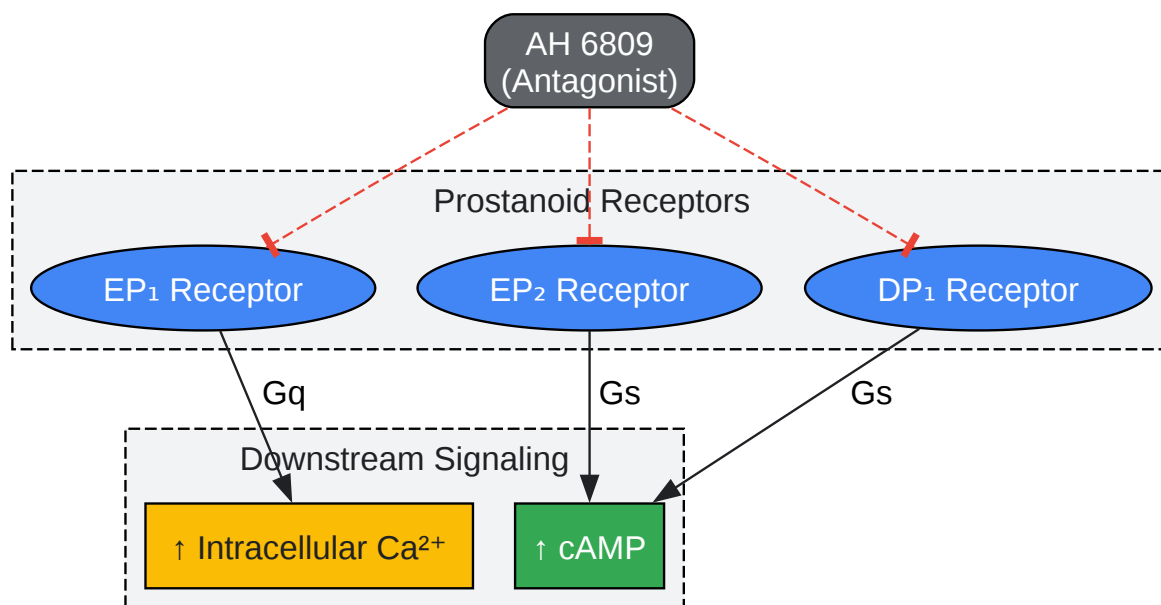 AH 6809
(Antagonist)
Prostanoid Receptors
EP₁ Receptor
EP₂ Receptor
DP₁ Receptor
Gq
Gs
Gs
Downstream Signaling
↑ Intracellular Ca²⁺
↑ cAMP